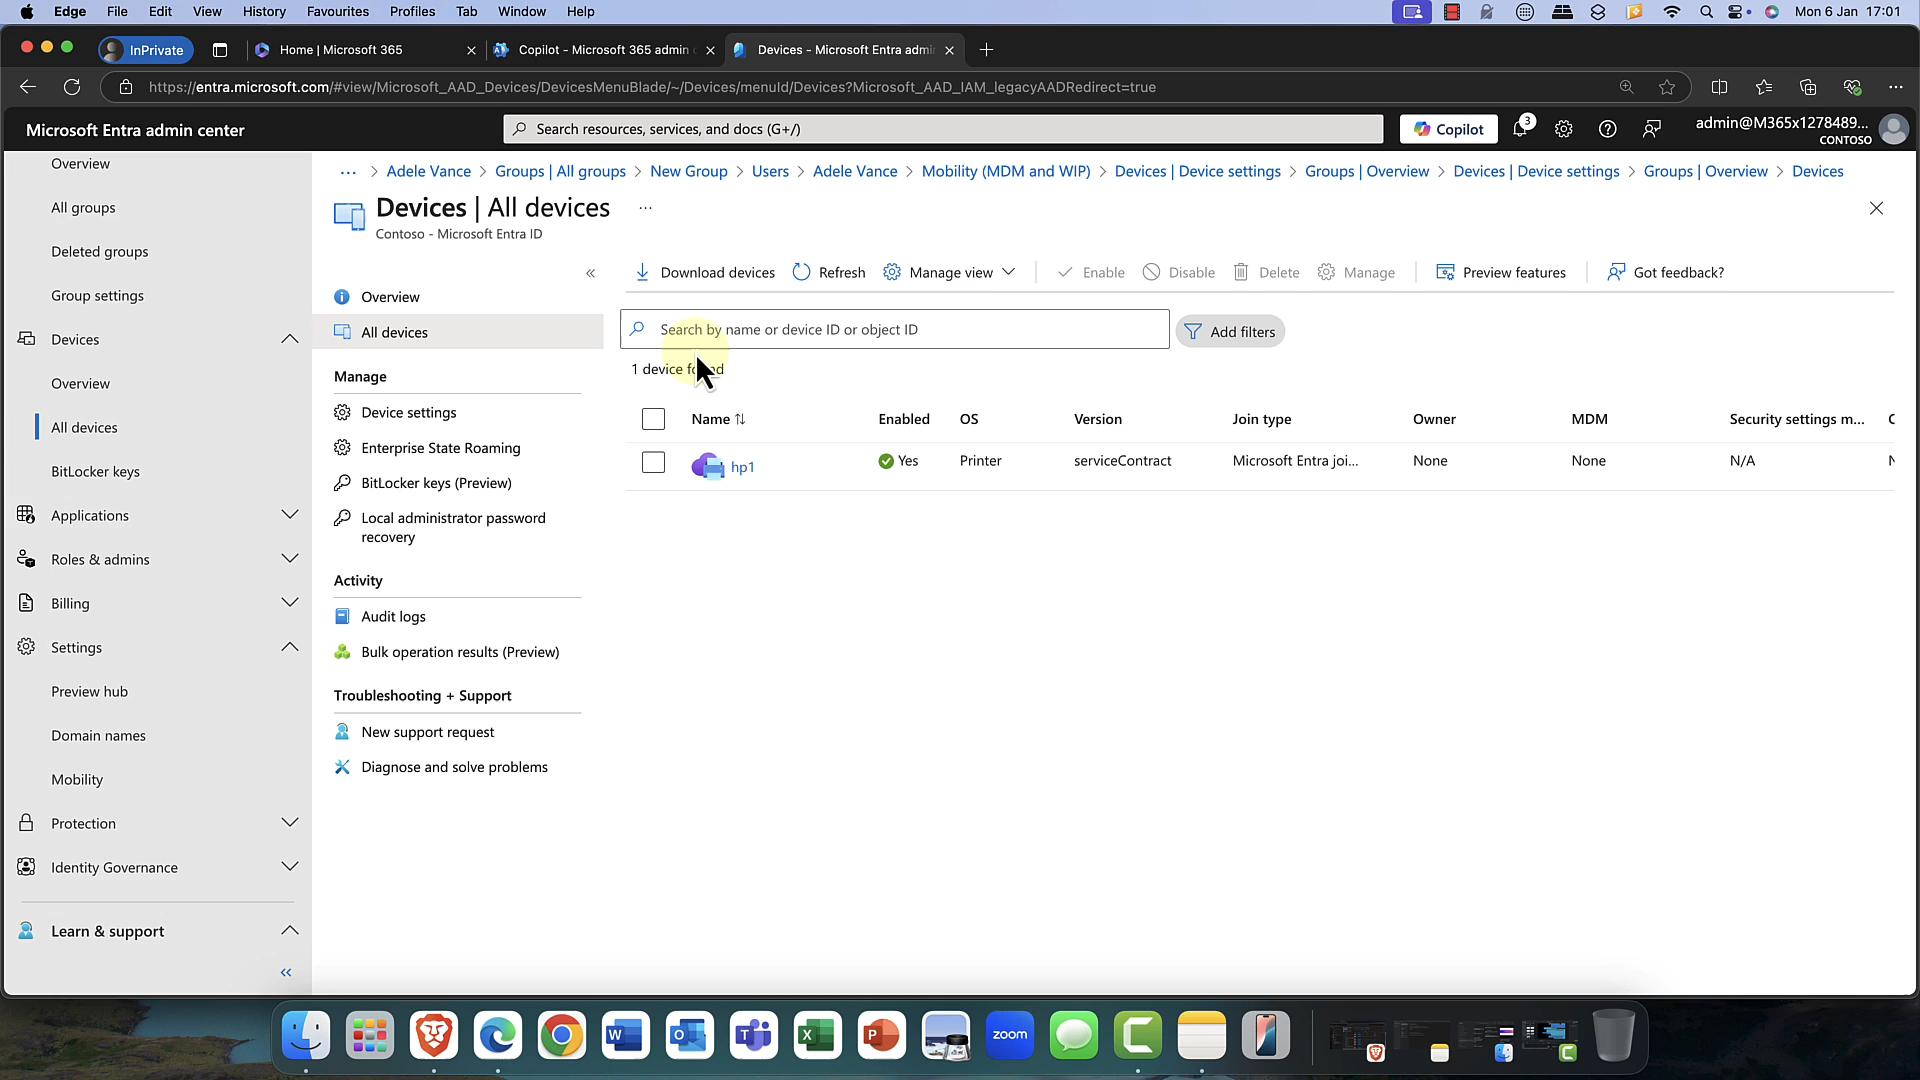 Edge File Edit View History Favourites Profiles Tab Window Help Mon 6 Jan 17:01
InPrivate Home | Microsoft 365 Copilot - Microsoft 365 admin Devices - Microsoft Entra admi
https://entra.microsoft.com/#view/Microsoft_AAD_Devices/DevicesMenuBlade/~/Devices/menuId/Devices?Microsoft_AAD_IAM_legacyAADRedirect=true
Microsoft Entra admin center
Search resources, services, and docs (G+/)
Copilot
3
admin@M365x1278489...
CONTOSO
Overview
All groups
Deleted groups
Group settings
Devices
Overview
All devices
BitLocker keys
Applications
Roles & admins
Billing
Settings
Preview hub
Domain names
Mobility
Protection
Identity Governance
Learn & support
... > Adele Vance > Groups | All groups > New Group > Users > Adele Vance > Mobility (MDM and WIP) > Devices | Device settings > Groups | Overview > Devices | Device settings > Groups | Overview > Devices
Devices | All devices ...
Contoso - Microsoft Entra ID
Overview
All devices
Manage
Device settings
Enterprise State Roaming
BitLocker keys (Preview)
Local administrator password
recovery
Activity
Audit logs
Bulk operation results (Preview)
Troubleshooting + Support
New support request
Diagnose and solve problems
Download devices Refresh Manage view Enable Disable Delete Manage Preview features Got feedback?
Search by name or device ID or object ID
Add filters
1 device found
Name Enabled OS Version Join type Owner MDM Security settings m... C
hp1 Yes Printer serviceContract Microsoft Entra joi... None None N/A N
zoom